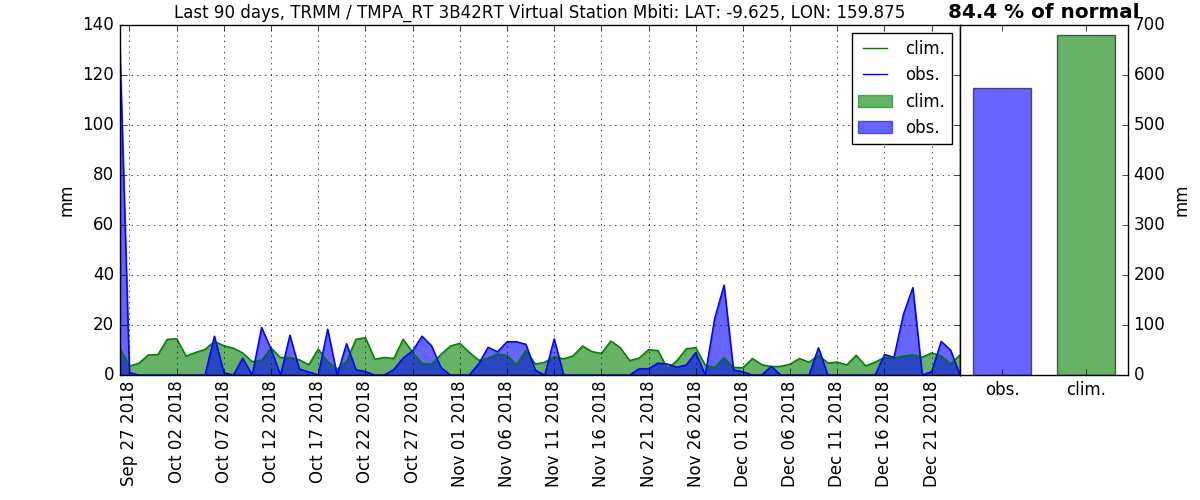 Last 90 days, TRMM / TMPA_RT 3B42RT Virtual Station Mbiti: LAT: -9.625, LON: 159.875
84.4 % of normal
140
120
100
80
60
40
20
0
mm
clim.
obs.
clim.
obs.
700
600
500
400
300
200
100
0
mm
Sep 27 2018
Oct 02 2018
Oct 07 2018
Oct 12 2018
Oct 17 2018
Oct 22 2018
Oct 27 2018
Nov 01 2018
Nov 06 2018
Nov 11 2018
Nov 16 2018
Nov 21 2018
Nov 26 2018
Dec 01 2018
Dec 06 2018
Dec 11 2018
Dec 16 2018
Dec 21 2018
obs.
clim.